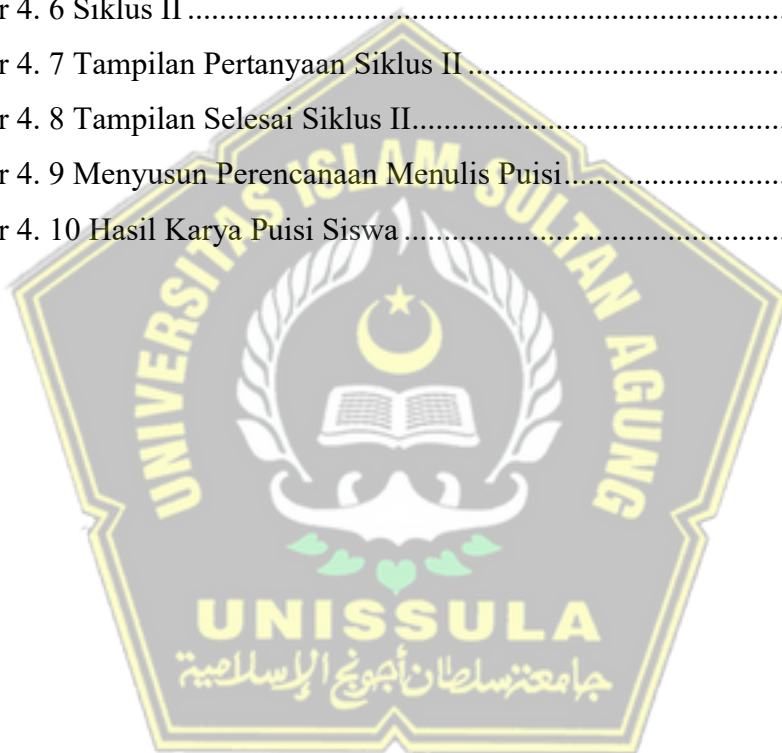 r 4. 6 Siklus II
r 4. 7 Tampilan Pertanyaan Siklus II
r 4. 8 Tampilan Selesai Siklus II
r 4. 9 Menyusun Perencanaan Menulis Puisi
r 4. 10 Hasil Karya Puisi Siswa
UNIVERSITAS ISLAM SULTAN AGUNG
UNISSULA
جامعة سلطان أجونج الإسلامية